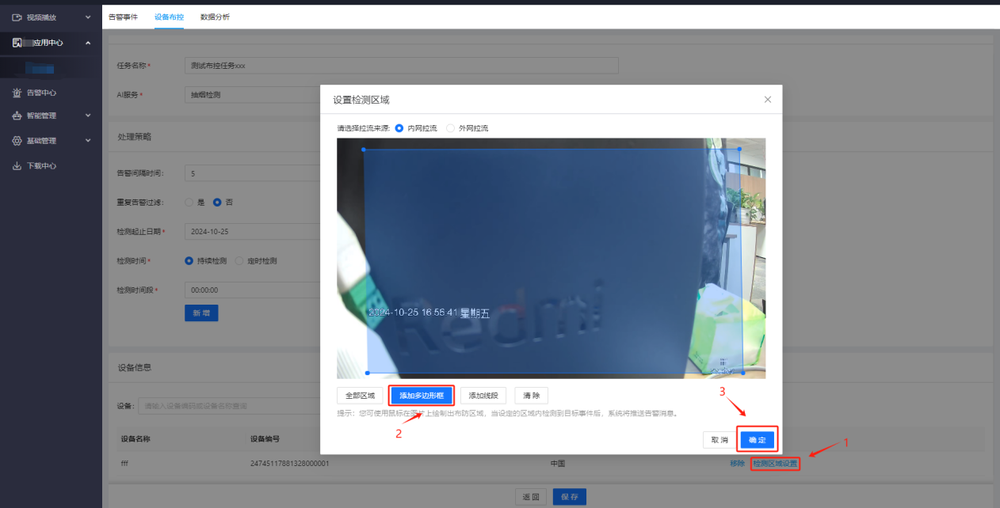 视频播放
告警事件 设备布控 数据分析
应用中心
告警中心
智能管理
基础管理
下载中心
任务名称*
测试布控任务xxx
AI服务*
抽烟检测
处理策略
告警间隔时间:
5
重复告警过滤:
是 否
检测起止日期*
2024-10-25
检测时间*
持续检测 定时检测
检测时间段*
00:00:00
新 增
设备信息
设备:
请输入设备编码或设备名称查询
设备名称 设备编号
fff 24745117881328000001 中国 移除 检测区域设置
返 回 保 存
设置检测区域
请选择拉流来源: 内网拉流 外网拉流
2024-10-25 16:56:41 星期五
Redmi
全部区域 添加多边形框 添加线段 清 除
提示: 您可使用鼠标在图片上绘制出布防区域，当设定的区域内检测到目标事件后，系统将推送告警消息。
取 消 确 定
1
2
3